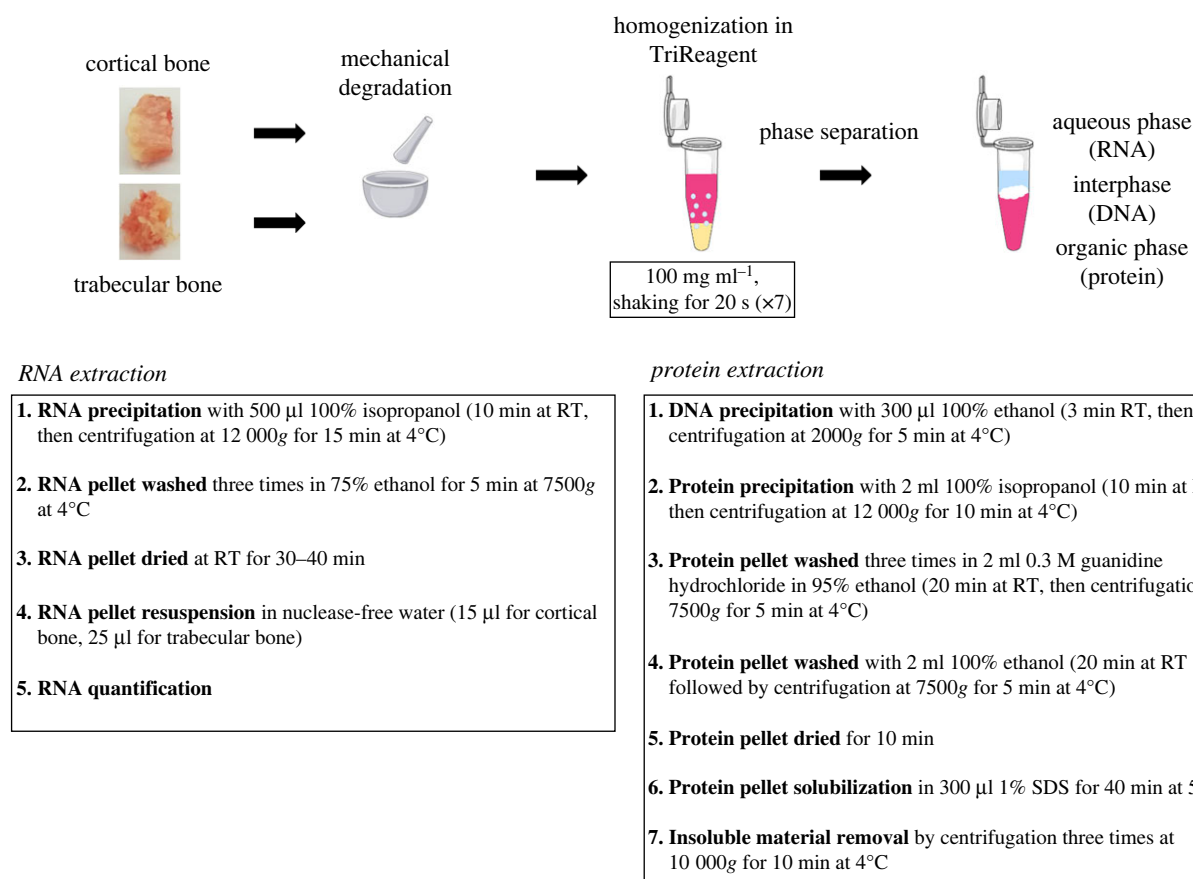 cortical bone
trabecular bone
mechanical
degradation
homogenization in
TriReagent
100 mg ml⁻¹,
shaking for 20 s (×7)
phase separation
aqueous phase
(RNA)
interphase
(DNA)
organic phase
(protein)
RNA extraction
1. RNA precipitation with 500 µl 100% isopropanol (10 min at RT,
then centrifugation at 12 000g for 15 min at 4°C)
2. RNA pellet washed three times in 75% ethanol for 5 min at 7500g
at 4°C
3. RNA pellet dried at RT for 30–40 min
4. RNA pellet resuspension in nuclease-free water (15 µl for cortical
bone, 25 µl for trabecular bone)
5. RNA quantification
protein extraction
1. DNA precipitation with 300 µl 100% ethanol (3 min RT, then
centrifugation at 2000g for 5 min at 4°C)
2. Protein precipitation with 2 ml 100% isopropanol (10 min at
then centrifugation at 12 000g for 10 min at 4°C)
3. Protein pellet washed three times in 2 ml 0.3 M guanidine
hydrochloride in 95% ethanol (20 min at RT, then
7500g for 5 min at 4°C)
4. Protein pellet washed with 2 ml 100% ethanol (20 min at RT
followed by centrifugation at 7500g for 5 min at 4°C)
5. Protein pellet dried for 10 min
6. Protein pellet solubilization in 300 µl 1% SDS for 40 min at
7. Insoluble material removal by centrifugation three times at
10 000g for 10 min at 4°C